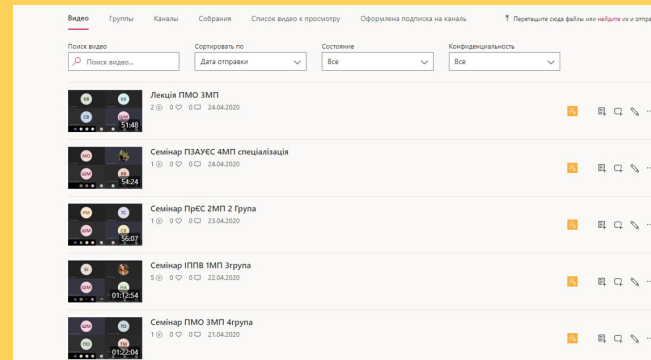 Видео Группы Каналы Собрания Список видео к просмотру Оформлена подписка на каналь Перетащите сюда файлы или найдите их и отпра
Поиск видео Сортировать по Состояние Конфиденциальность
Поиск видео... Дата отправки Все Все
Лекція ПМО 3МП
2 0 0 24.04.2020
51:48
Семінар ПЗАУЄС 4МП спеціалізація
1 0 0 24.04.2020
54:24
Семінар ПрЄС 2МП 2 Група
1 0 0 23.04.2020
56:07
Семінар ІППВ 1МП 3група
5 0 0 22.04.2020
01:12:54
Семінар ПМО 3МП 4група
1 0 0 21.04.2020
01:22:04